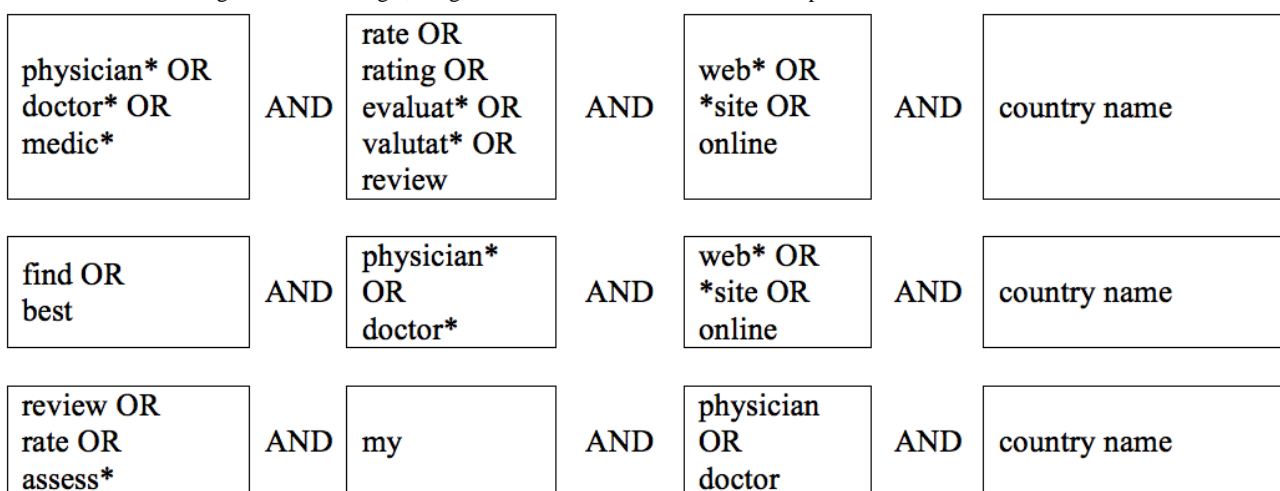 physician* OR
doctor* OR
medic*
AND
rate OR
rating OR
evaluat* OR
valutat* OR
review
AND
web* OR
*site OR
online
AND
country name
find OR
best
AND
physician*
OR
doctor*
AND
web* OR
*site OR
online
AND
country name
review OR
rate OR
assess*
AND
my
AND
physician
OR
doctor
AND
country name